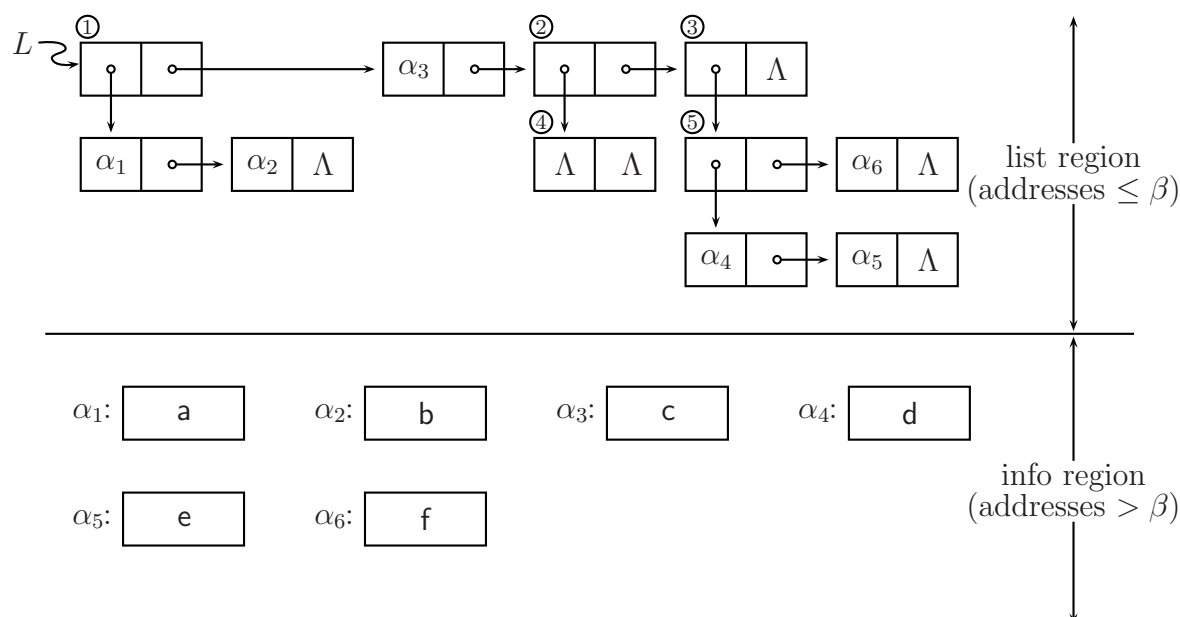 ① ② ③
L α₃ Λ
④ ⑤
α₁ α₂ Λ Λ Λ α₆ Λ
list region
(addresses ≤ β)
α₄ α₅ Λ
α₁: a α₂: b α₃: c α₄: d
info region
(addresses > β)
α₅: e α₆: f